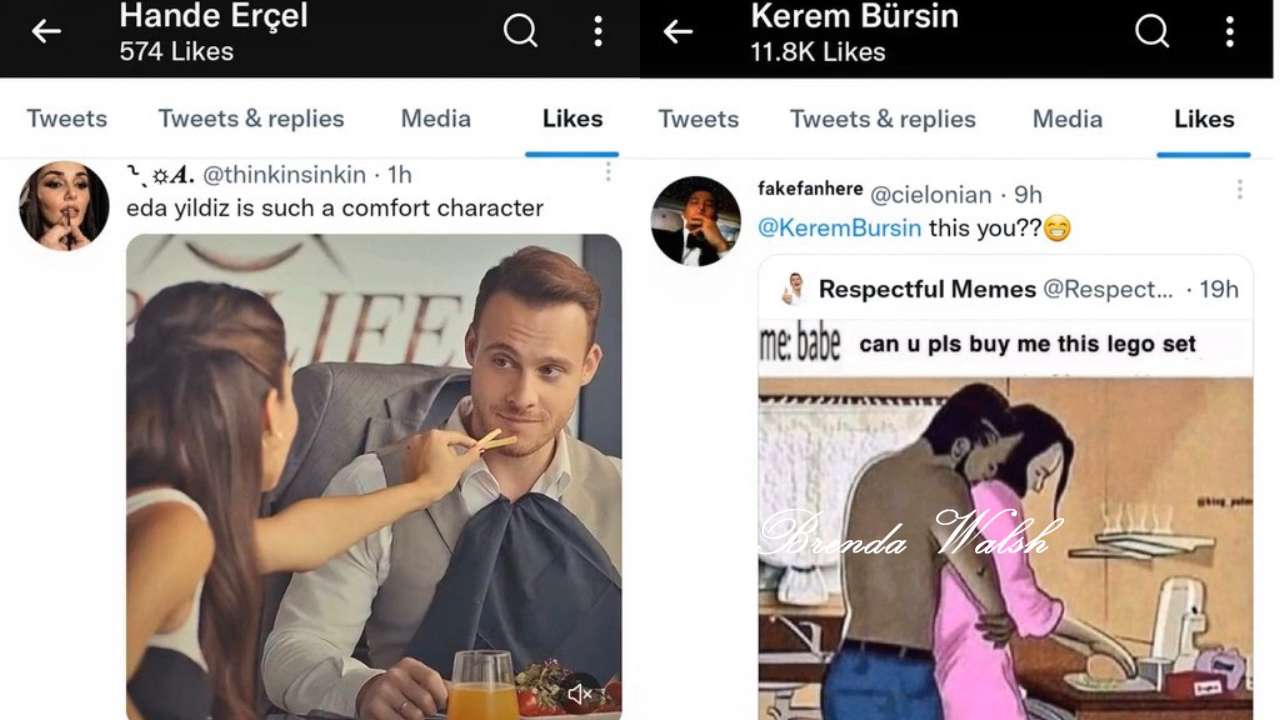 Hande Erçel
574 Likes
Tweets Tweets & replies Media Likes
@thinkinsinkin · 1h
eda yildiz is such a comfort character
LIFE
Kerem Bürsin
11.8K Likes
Tweets Tweets & replies Media Likes
fakefanhere @cielonian · 9h
@KeremBursin this you??😁
Respectful Memes @Respect... · 19h
me: babe can u pls buy me this lego set
Brenda Walsh